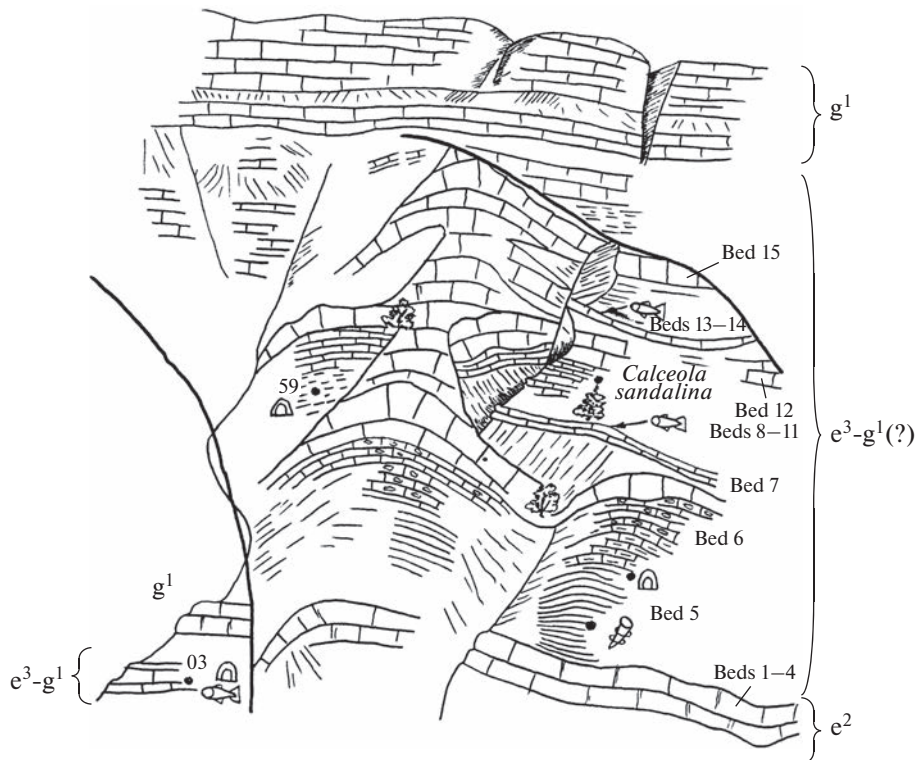 g¹
Bed 15
Beds 13–14
59
Calceola
sandalina
Bed 12
Beds 8–11
e³-g¹(?)
Bed 7
Bed 6
g¹
Bed 5
03
e³-g¹
Beds 1–4
e²